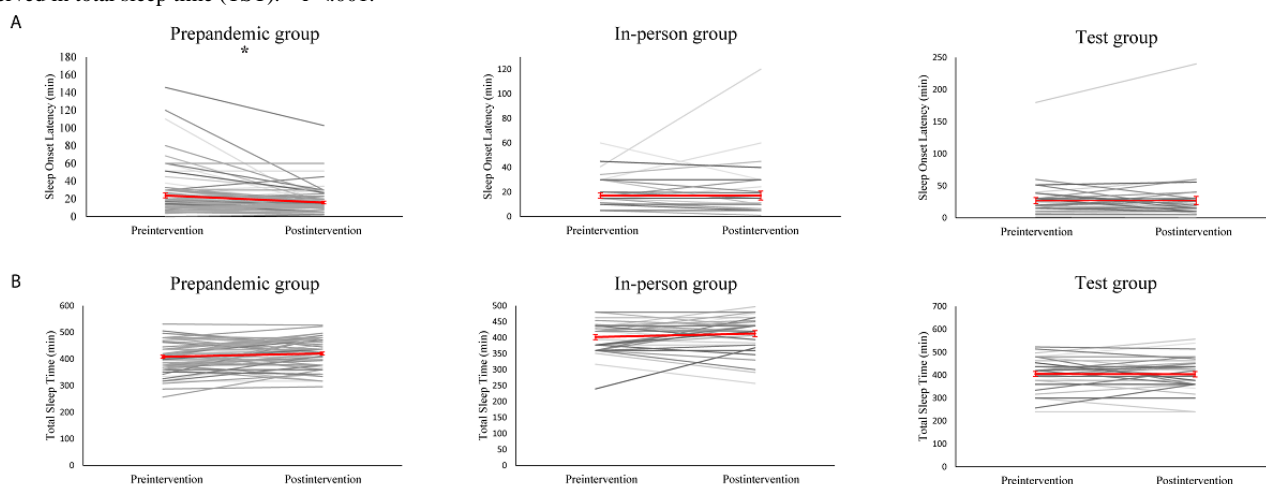 A
Prepandemic group
*
In-person group
Test group
Sleep Onset Latency (min)
180
160
140
120
100
80
60
40
20
0
Preintervention
Postintervention
Sleep Onset Latency (min)
120
100
80
60
40
20
0
Preintervention
Postintervention
Sleep Onset Latency (min)
250
200
150
100
50
0
Preintervention
Postintervention
B
Prepandemic group
In-person group
Test group
Total Sleep Time (min)
600
500
400
300
200
100
0
Preintervention
Postintervention
Total Sleep Time (min)
500
450
400
350
300
250
200
150
100
50
0
Preintervention
Postintervention
Total Sleep Time (min)
700
600
500
400
300
200
100
0
Preintervention
Postintervention